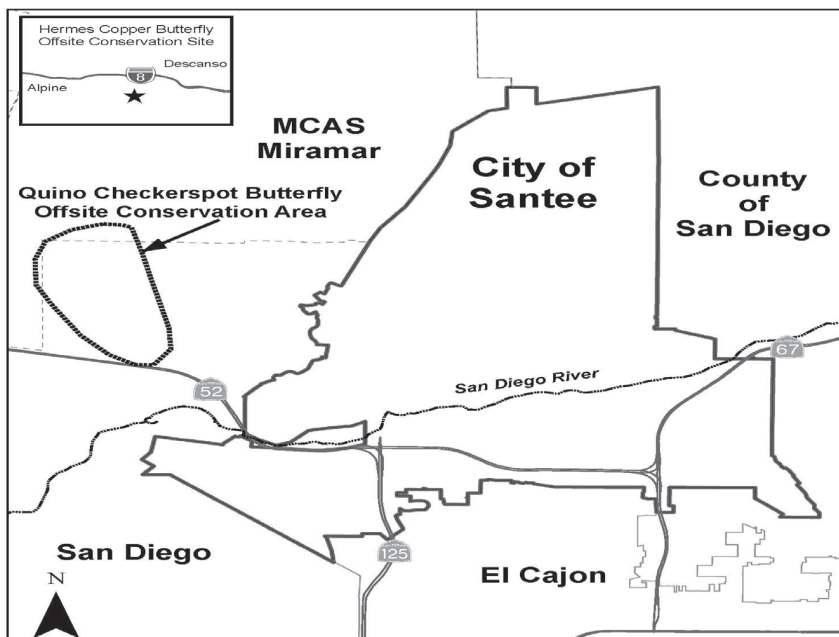 Hermes Copper Butterfly
Offsite Conservation Site
Descanso
8
Alpine
MCAS
Miramar
City of
Santee
County
of
San Diego
Quino Checkerspot Butterfly
Offsite Conservation Area
67
San Diego River
52
San Diego
125
El Cajon
N